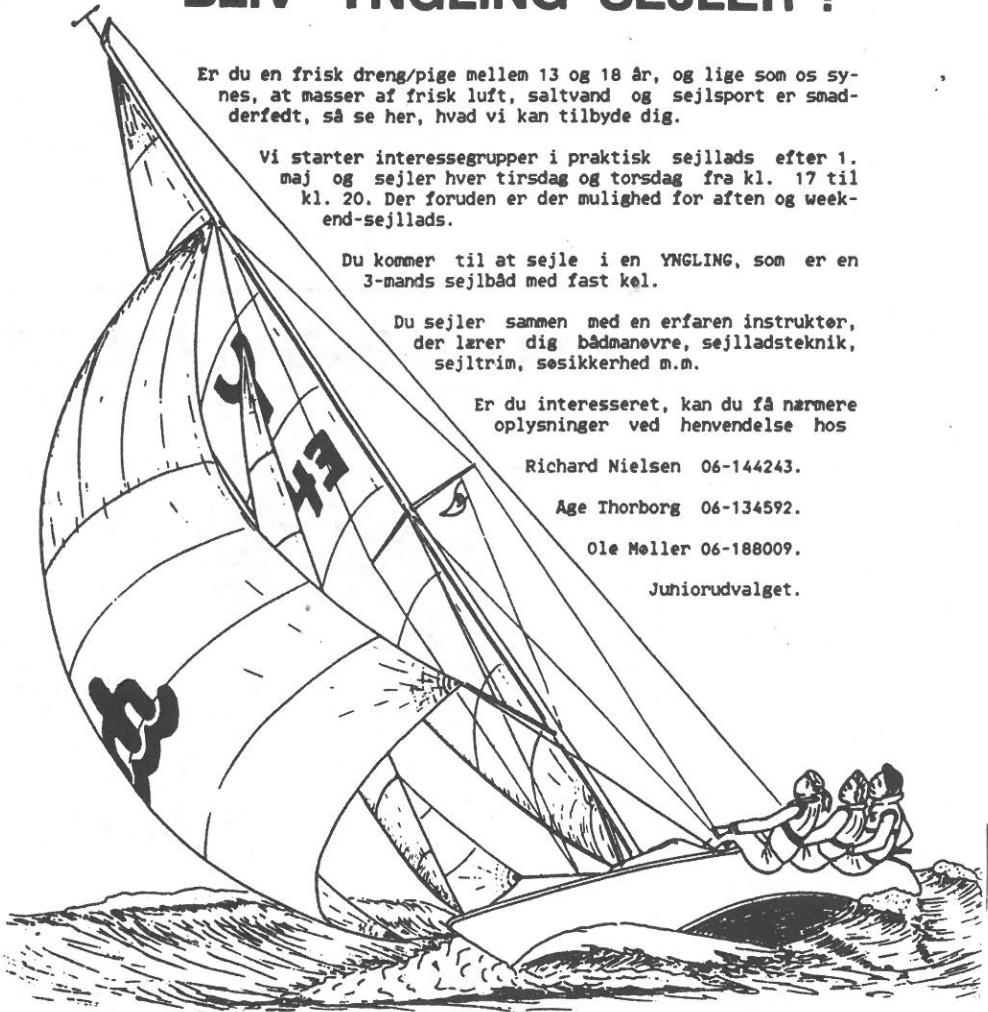 BLIV YNGLING SEJLER !
Er du en frisk dreng/pige mellem 13 og 18 år, og lige som os sy-
nes, at masser af frisk luft, saltvand og sejlsport er smad-
derfedt, så se her, hvad vi kan tilbyde dig.
Vi starter interessegrupper i praktisk sejllads efter 1.
maj og sejler hver tirsdag og torsdag fra kl. 17 til
kl. 20. Der foruden er der mulighed for aften og week-
end-sejllads.
Du kommer til at sejle i en YNGLING, som er en
3-mands sejlbåd med fast køl.
Du sejler sammen med en erfaren instruktør,
der lærer dig bådmanøvre, sejlladsteknik,
sejltrim, søsikkerhed m.m.
Er du interesseret, kan du få nærmere
oplysninger ved henvendelse hos
Richard Nielsen 06-144243.
Åge Thorborg 06-134592.
Ole Møller 06-188009.
Juniorudvalget.
43